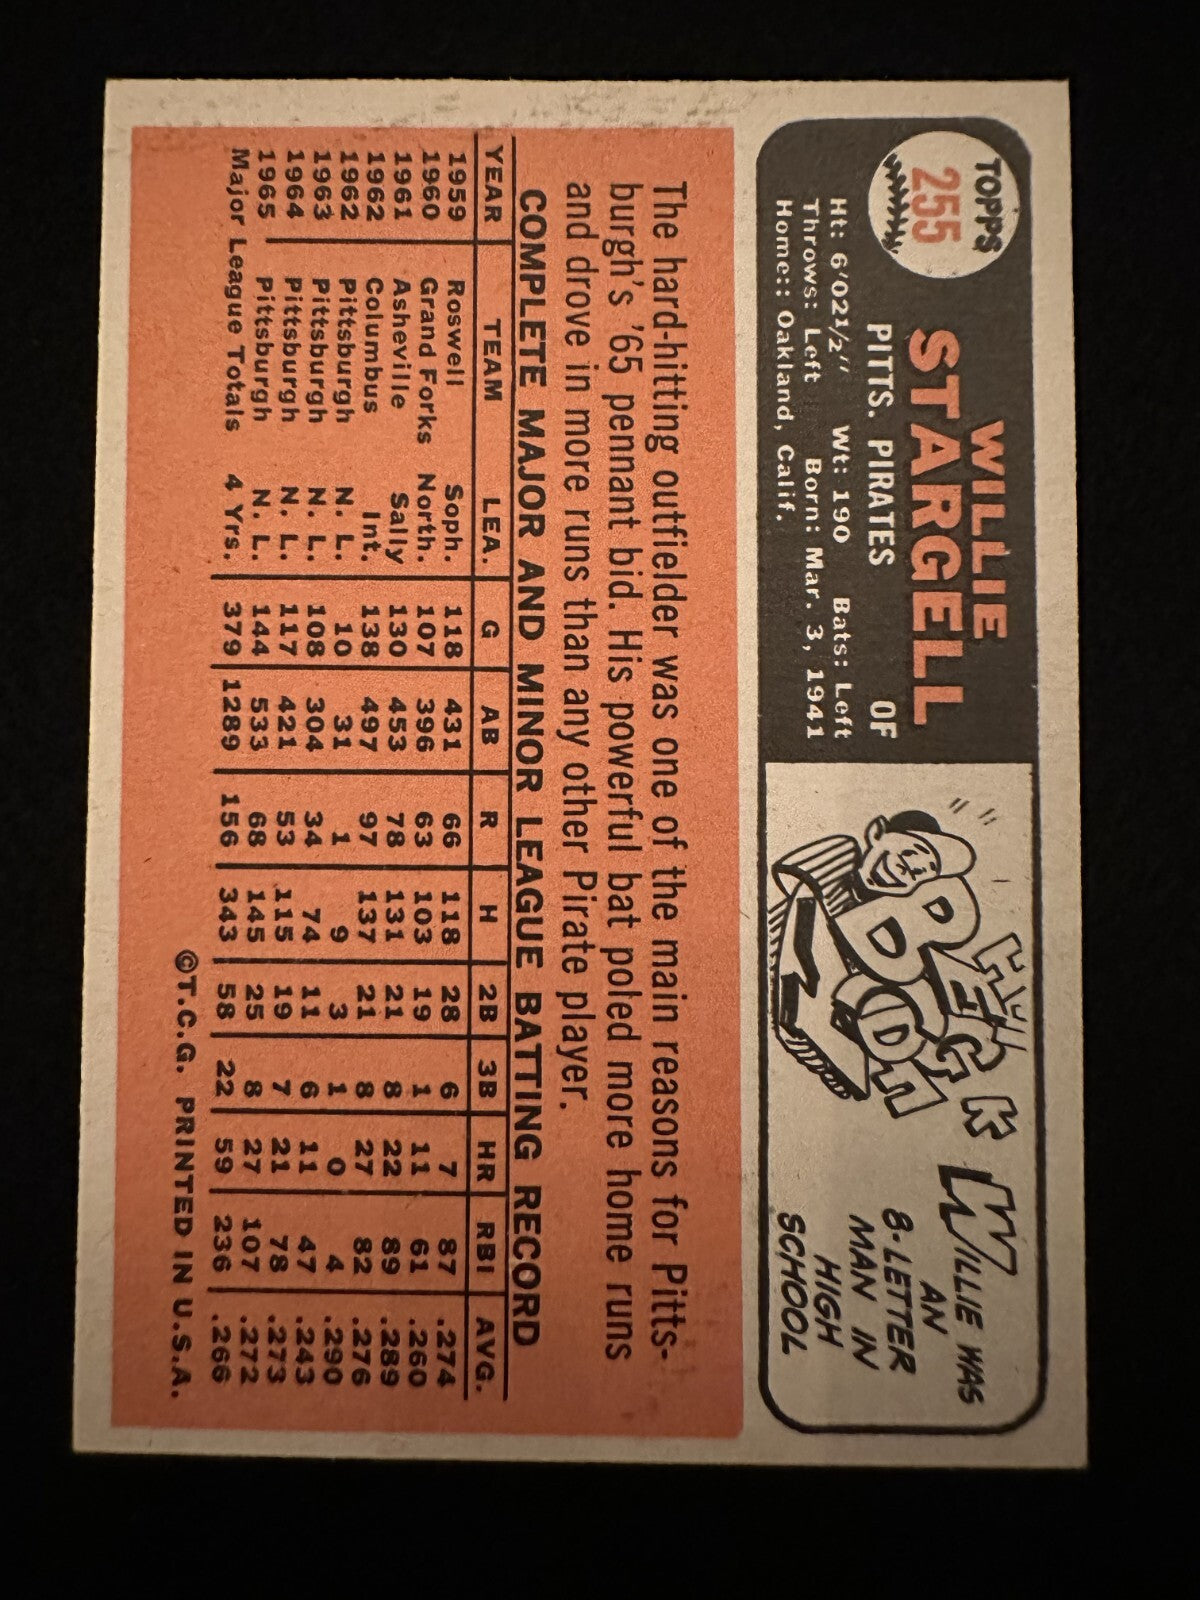 TOPPS
255
WILLIE
STARGELL
PITTS. PIRATES OF
Ht: 6'02½" Wt: 190 Bats: Left
Throws: Left Born: Mar. 3, 1941
Home:: Oakland, Calif.
WILLIE WAS
AN
8-LETTER
MAN IN
HIGH
SCHOOL
The hard-hitting outfielder was one of the main reasons for Pitts-
burgh's '65 pennant bid. His powerful bat poled more home runs
and drove in more runs than any other Pirate player.
COMPLETE MAJOR AND MINOR LEAGUE BATTING RECORD
YEAR TEAM LEA. G AB R H 2B 3B HR RBI AVG.
1959 Roswell Soph. 118 431 66 118 28 6 7 87 .274
1960 Grand Forks North. 107 396 63 103 19 1 11 61 .260
1961 Asheville Sally 130 453 78 131 21 8 22 89 .289
1962 Columbus Int. 138 497 97 137 21 8 27 82 .276
1962 Pittsburgh N. L. 10 31 1 9 3 1 0 4 .290
1963 Pittsburgh N. L. 108 304 34 74 11 6 11 47 .243
1964 Pittsburgh N. L. 117 421 53 115 19 7 21 78 .273
1965 Pittsburgh N. L. 144 533 68 145 25 8 27 107 .272
Major League Totals 4 Yrs. 379 1289 156 343 58 22 59 236 .266
©T.C.G. PRINTED IN U.S.A.